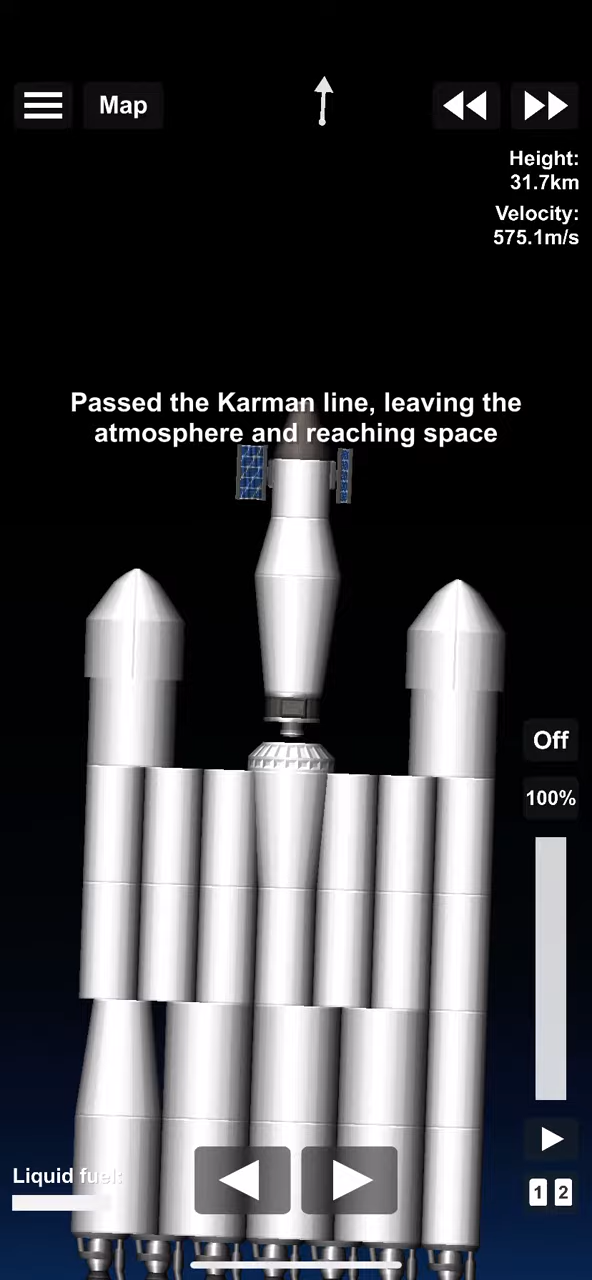 Map
Height:
31.7km
Velocity:
575.1m/s
Passed the Karman line, leaving the
atmosphere and reaching space
Off
100%
Liquid fuel:
1 2